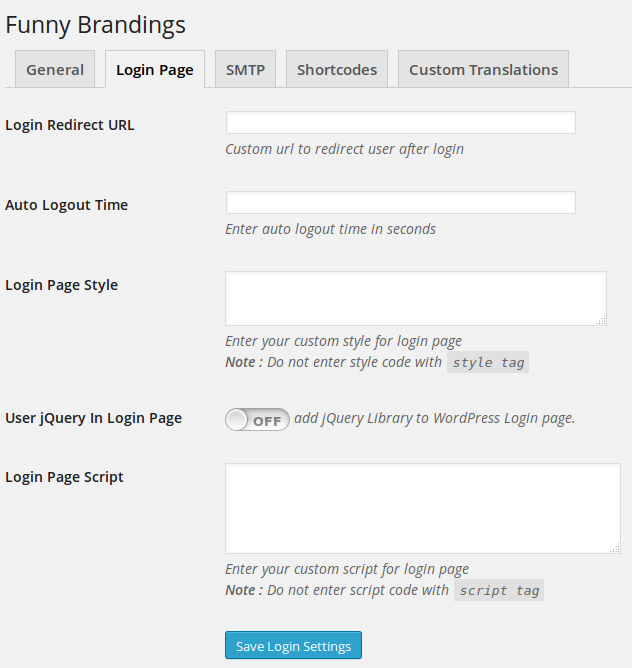 Funny Brandings
General Login Page SMTP Shortcodes Custom Translations
Login Redirect URL
Custom url to redirect user after login
Auto Logout Time
Enter auto logout time in seconds
Login Page Style
Enter your custom style for login page
Note : Do not enter style code with style tag
User jQuery In Login Page OFF add jQuery Library to WordPress Login page.
Login Page Script
Enter your custom script for login page
Note : Do not enter script code with script tag
Save Login Settings